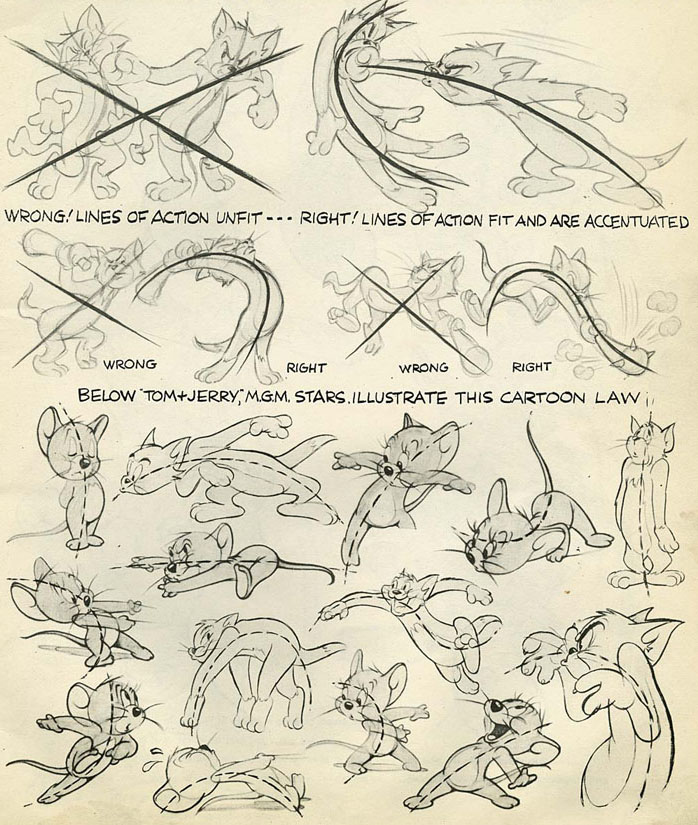 WRONG! LINES OF ACTION UNFIT --- RIGHT! LINES OF ACTION FIT AND ARE ACCENTUATED
WRONG RIGHT WRONG RIGHT
BELOW "TOM + JERRY," M.G.M. STARS. ILLUSTRATE THIS CARTOON LAW